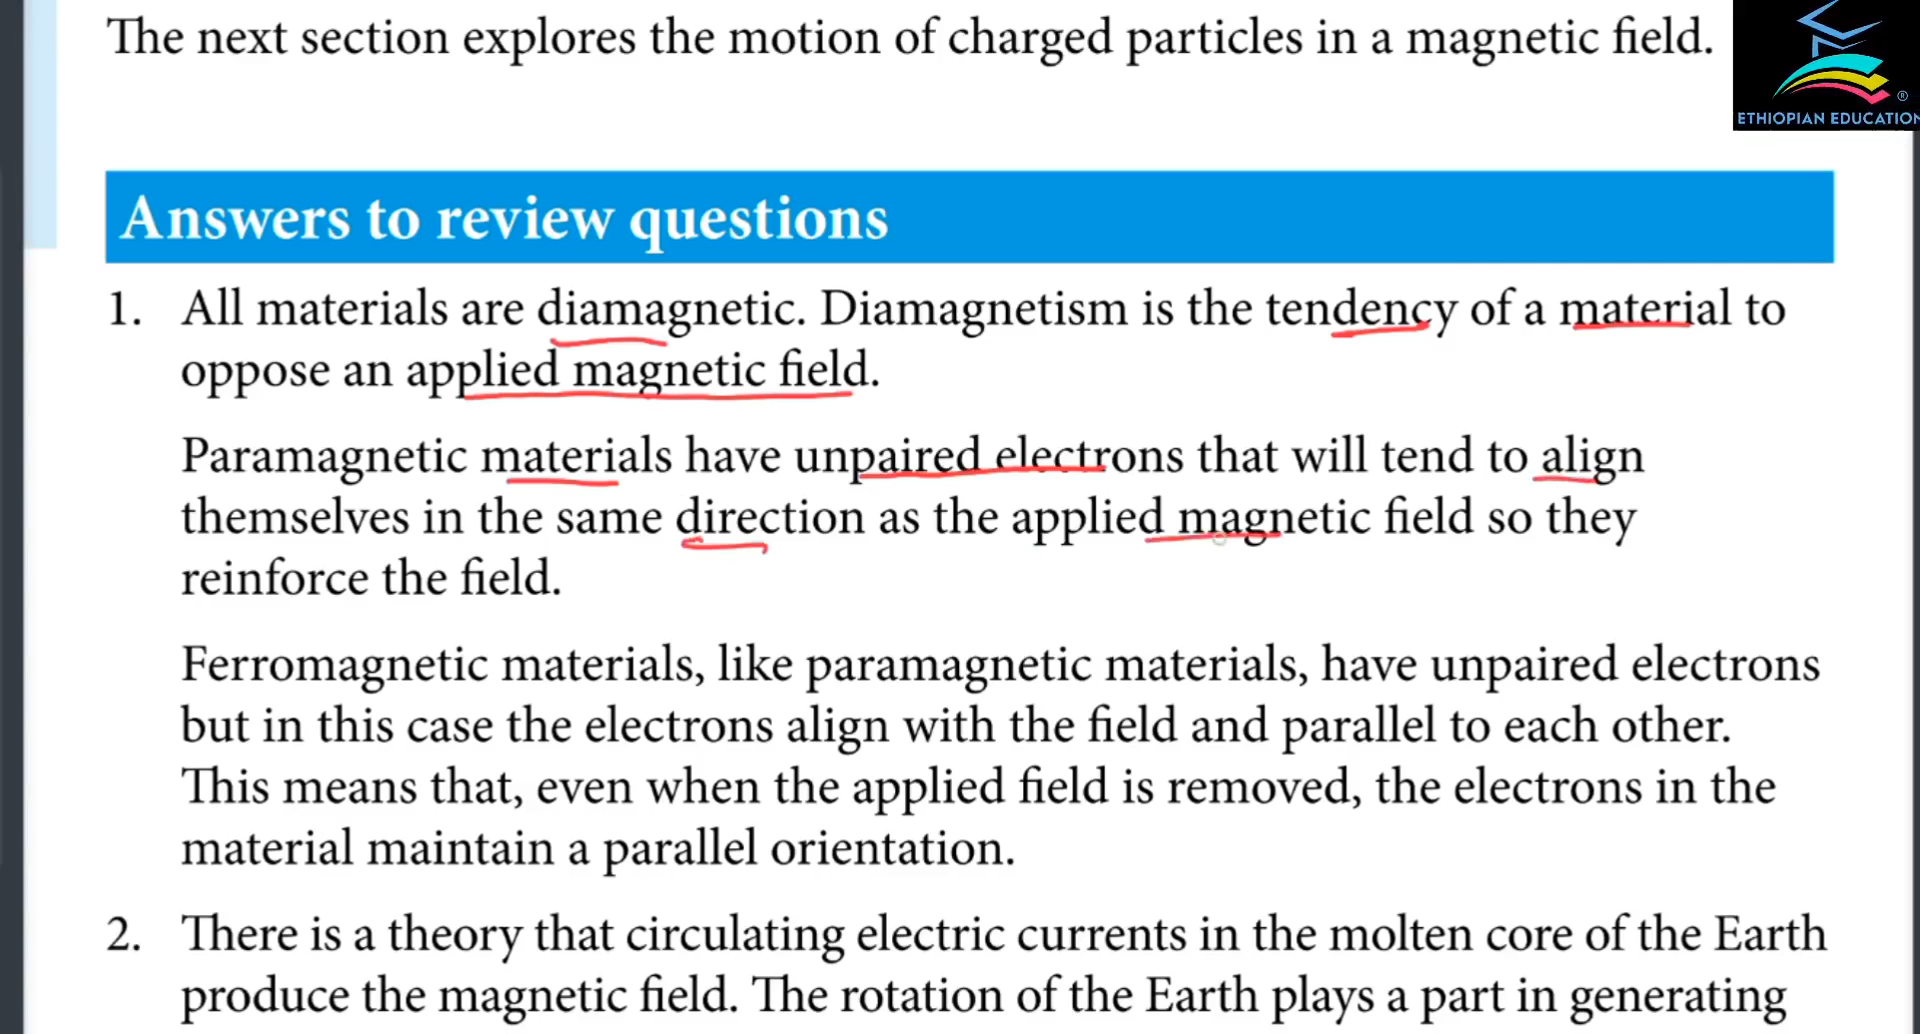 The next section explores the motion of charged particles in a magnetic field.
®
ETHIOPIAN EDUCATION
Answers to review questions
1. All materials are diamagnetic. Diamagnetism is the tendency of a material to
oppose an applied magnetic field.
Paramagnetic materials have unpaired electrons that will tend to align
themselves in the same direction as the applied magnetic field so they
reinforce the field.
Ferromagnetic materials, like paramagnetic materials, have unpaired electrons
but in this case the electrons align with the field and parallel to each other.
This means that, even when the applied field is removed, the electrons in the
material maintain a parallel orientation.
2. There is a theory that circulating electric currents in the molten core of the Earth
produce the magnetic field. The rotation of the Earth plays a part in generating